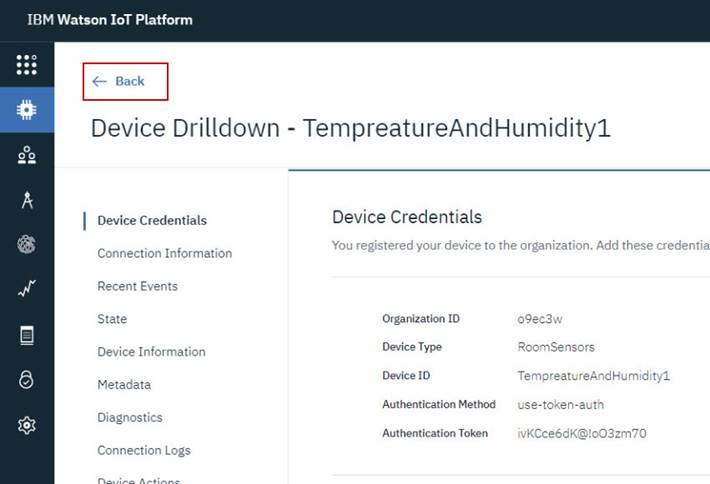 IBM Watson IoT Platform
← Back
Device Drilldown - TempreatureAndHumidity1
Device Credentials
Connection Information
Recent Events
State
Device Information
Metadata
Diagnostics
Connection Logs
Device Actions
Device Credentials
You registered your device to the organization. Add these credentia
Organization ID o9ec3w
Device Type RoomSensors
Device ID TempreatureAndHumidity1
Authentication Method use-token-auth
Authentication Token ivKCce6dK@!oO3zm70